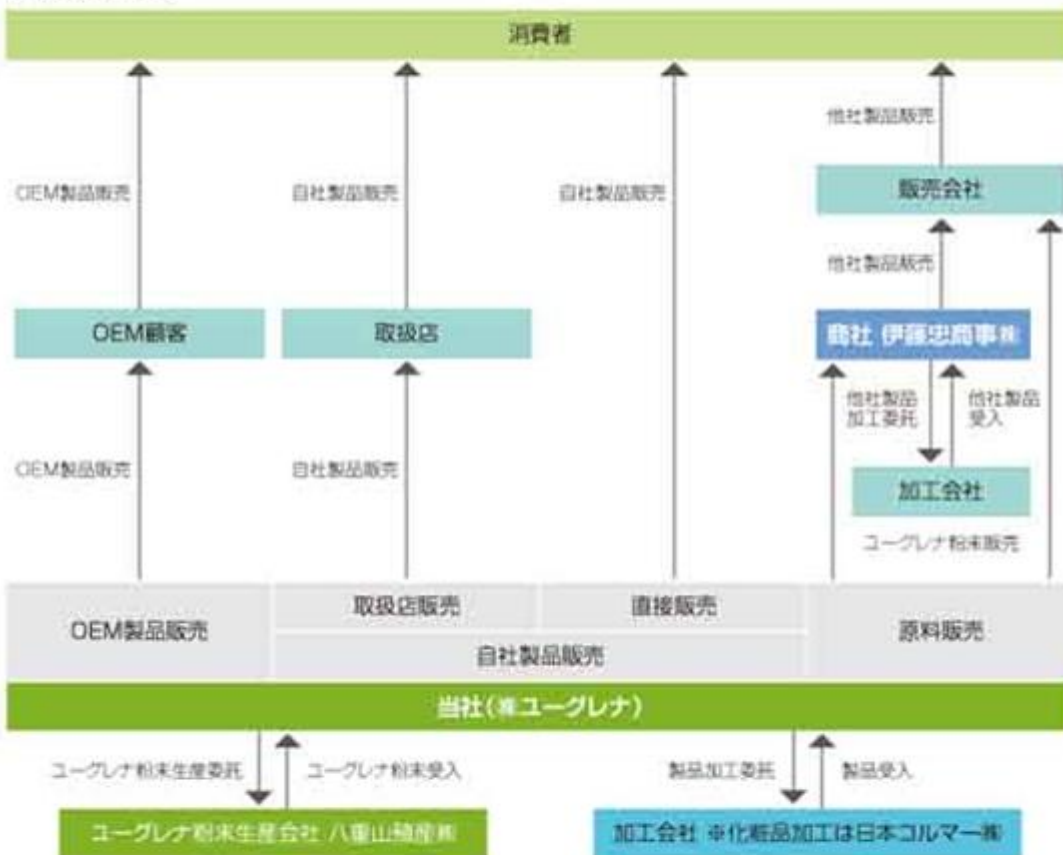 消費者
他社製品販売
OEM製品販売
自社製品販売
自社製品販売
販売会社
他社製品販売
OEM顧客
取扱店
商社 伊藤忠商事㈱
他社製品
加工委託
他社製品
受入
OEM製品販売
自社製品販売
加工会社
ユーグレナ粉末販売
OEM製品販売
取扱店販売
直接販売
原料販売
自社製品販売
当社(㈱ユーグレナ)
ユーグレナ粉末生産委託
ユーグレナ粉末受入
製品加工委託
製品受入
ユーグレナ粉末生産会社 八重山殖産㈱
加工会社 ※化粧品加工は日本コルマー㈱